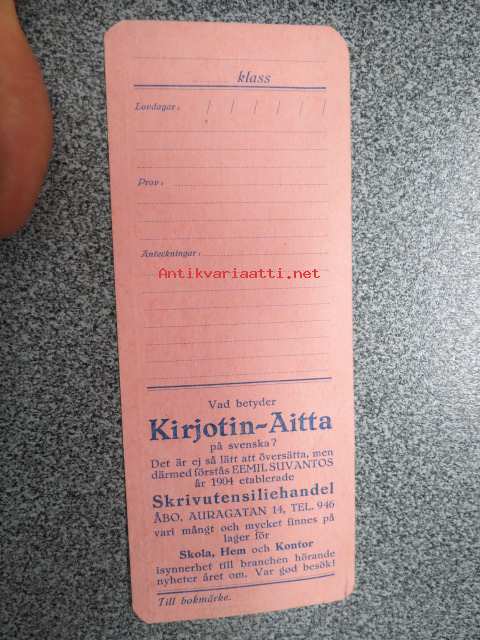 klass
Lovdagar:
Prov:
Anteckningar:
Antikvariaatti.net
Vad betyder
Kirjotin-Aitta
på svenska?
Det är ej så lätt att översätta, men
därmed förstås EEMIL SUVANTOS
år 1904 etablerade
Skrivutensiliehandel
ÅBO, AURAGATAN 14, TEL. 946
vari mångt och mycket finnes på
lager för
Skola, Hem och Kontor
isynnerhet till branchen hörande
nyheter året om. Var god besök!
Till bokmärke.